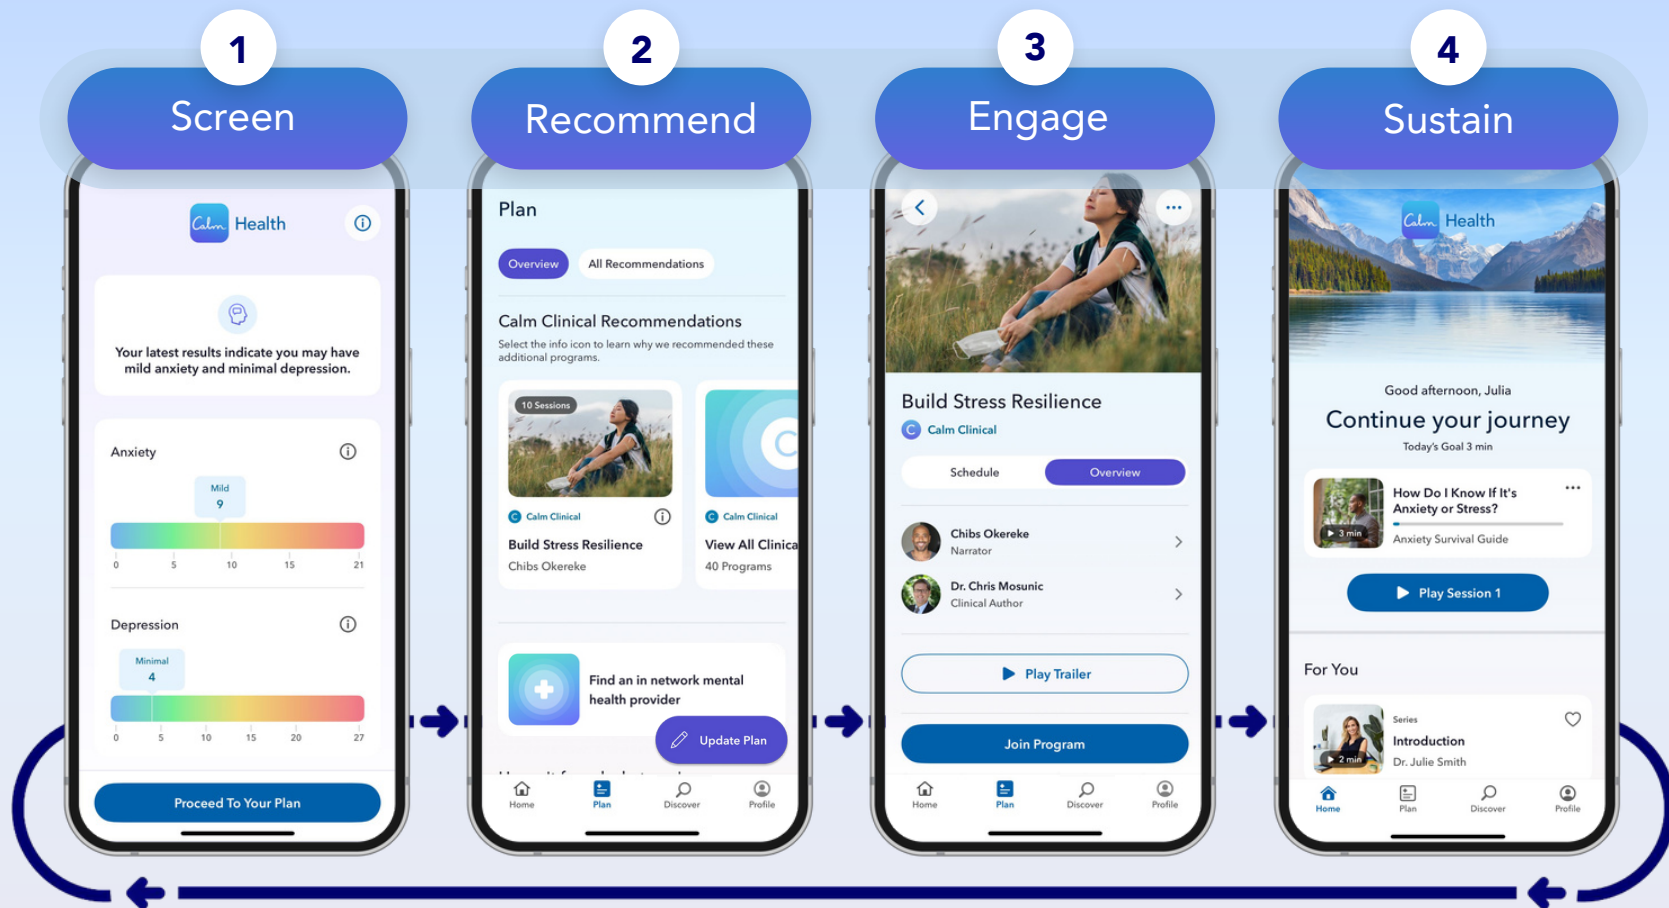 1
Screen
2
Recommend
3
Engage
4
Sustain
Calm Health
Your latest results indicate you may have
mild anxiety and minimal depression.
Anxiety
Mild
9
0 5 10 15 21
Depression
Minimal
4
0 5 10 15 20 27
Proceed To Your Plan
Plan
Overview
All Recommendations
Calm Clinical Recommendations
Select the info icon to learn why we recommended these
additional programs.
10 Sessions
C Calm Clinical
Build Stress Resilience
Chibs Okereke
C
C Calm Clinical
View All Clinica
40 Programs
Find an in network mental
health provider
Update Plan
Home
Plan
Discover
Profile
Build Stress Resilience
C Calm Clinical
Schedule
Overview
Chibs Okereke
Narrator
Dr. Chris Mosunic
Clinical Author
Play Trailer
Join Program
Home
Plan
Discover
Profile
Calm Health
Good afternoon, Julia
Continue your journey
Today's Goal 3 min
3 min
How Do I Know If It's
Anxiety or Stress?
Anxiety Survival Guide
Play Session 1
For You
2 min
Series
Introduction
Dr. Julie Smith
Home
Plan
Discover
Profile